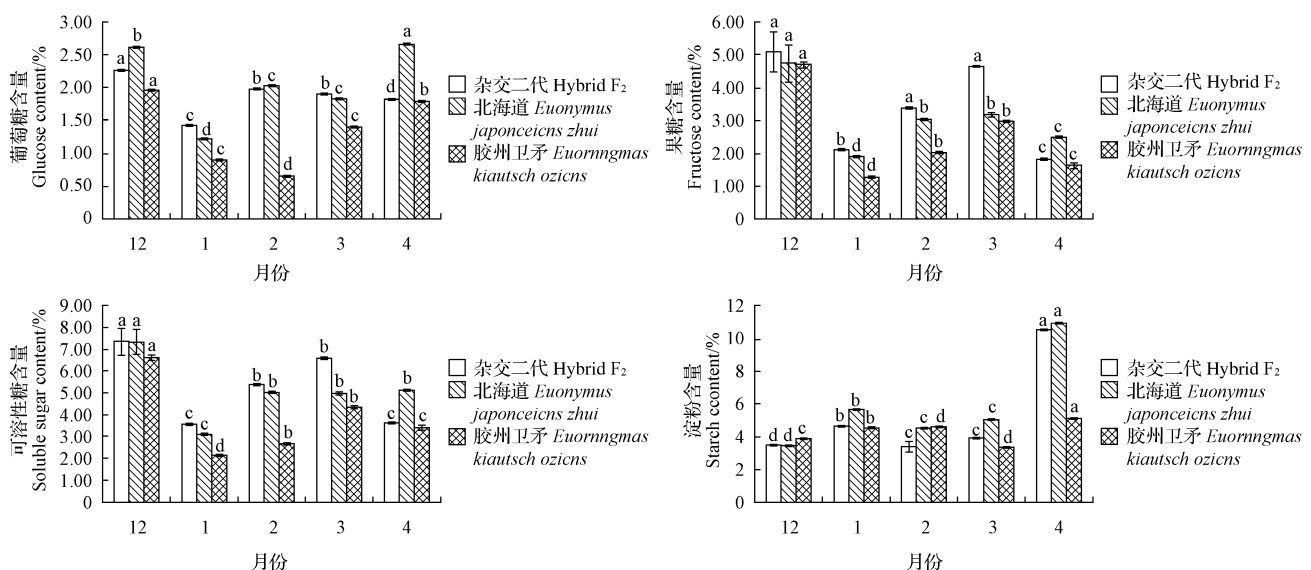 葡萄糖含量
Glucose content/%
3.00
2.50
2.00
1.50
1.00
0.50
0
a b a
c d c
b c d
b c c
d a b
12 1 2 3 4
月份
杂交二代 Hybrid F₂
北海道 Euonymus
japonceicns zhui
胶州卫矛 Euornngmas
kiautsch ozicns
果糖含量
Fructose content/%
6.00
5.00
4.00
3.00
2.00
1.00
0
a a a
b d d
a b c
a b b
c c c
12 1 2 3 4
月份
杂交二代 Hybrid F₂
北海道 Euonymus
japonceicns zhui
胶州卫矛 Euornngmas
kiautsch ozicns
可溶性糖含量
Soluble sugar content/%
9.00
8.00
7.00
6.00
5.00
4.00
3.00
2.00
1.00
0.00
a a a
c c d
b b c
b b b
c b c
12 1 2 3 4
月份
杂交二代 Hybrid F₂
北海道 Euonymus
japonceicns zhui
胶州卫矛 Euornngmas
kiautsch ozicns
淀粉含量
Starch ccontent/%
12
10
8
6
4
2
0
d d c
b b b
c d d
c c d
a a a
12 1 2 3 4
月份
杂交二代 Hybrid F₂
北海道 Euonymus
japonceicns zhui
胶州卫矛 Euornngmas
kiautsch ozicns